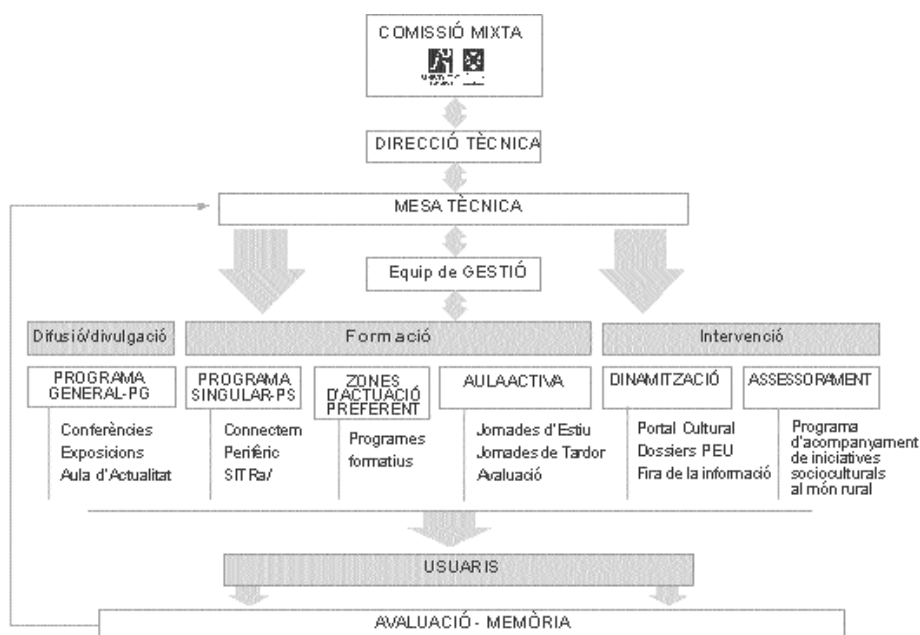 COMISSIÓ MIXTA
DIRECCIÓ TÈCNICA
MESA TÈCNICA
Equip de GESTIÓ
Difusió/divulgació
Formació
Intervenció
PROGRAMA
GENERAL-PG
Conferències
Exposicions
Aula d'Actualitat
PROGRAMA
SINGULAR-PS
Connectem
Perifèric
SITRa/
ZONES
D'ACTUACIÓ
PREFERENT
Programes
formatius
AULA ACTIVA
Jornades d'Estiu
Jornades de Tardor
Avaluació
DINAMITZACIÓ
Portal Cultural
Dossiers PEU
Fira de la informació
ASSESSORAMENT
Programa
d'acompanyament
de iniciatives
socioculturals
al món rural
USUARIS
AVALUACIÓ - MEMÒRIA